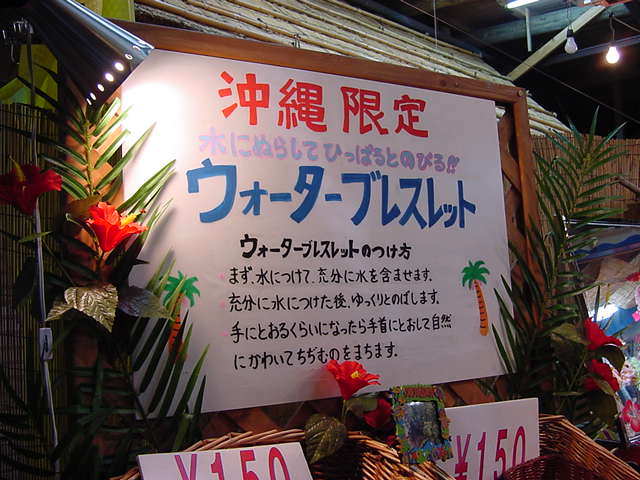 沖縄限定
水にぬらしてひっぱるとのびる!!
ウォーターブレスレット
ウォーターブレスレットのつけ方
まず、水につけて、充分に水を含ませます。
充分に水につけた後、ゆっくりとのばします。
手にとおるくらいになったら手首にとおして自然
にかわいてちぢむのをまちます。
¥150
¥150